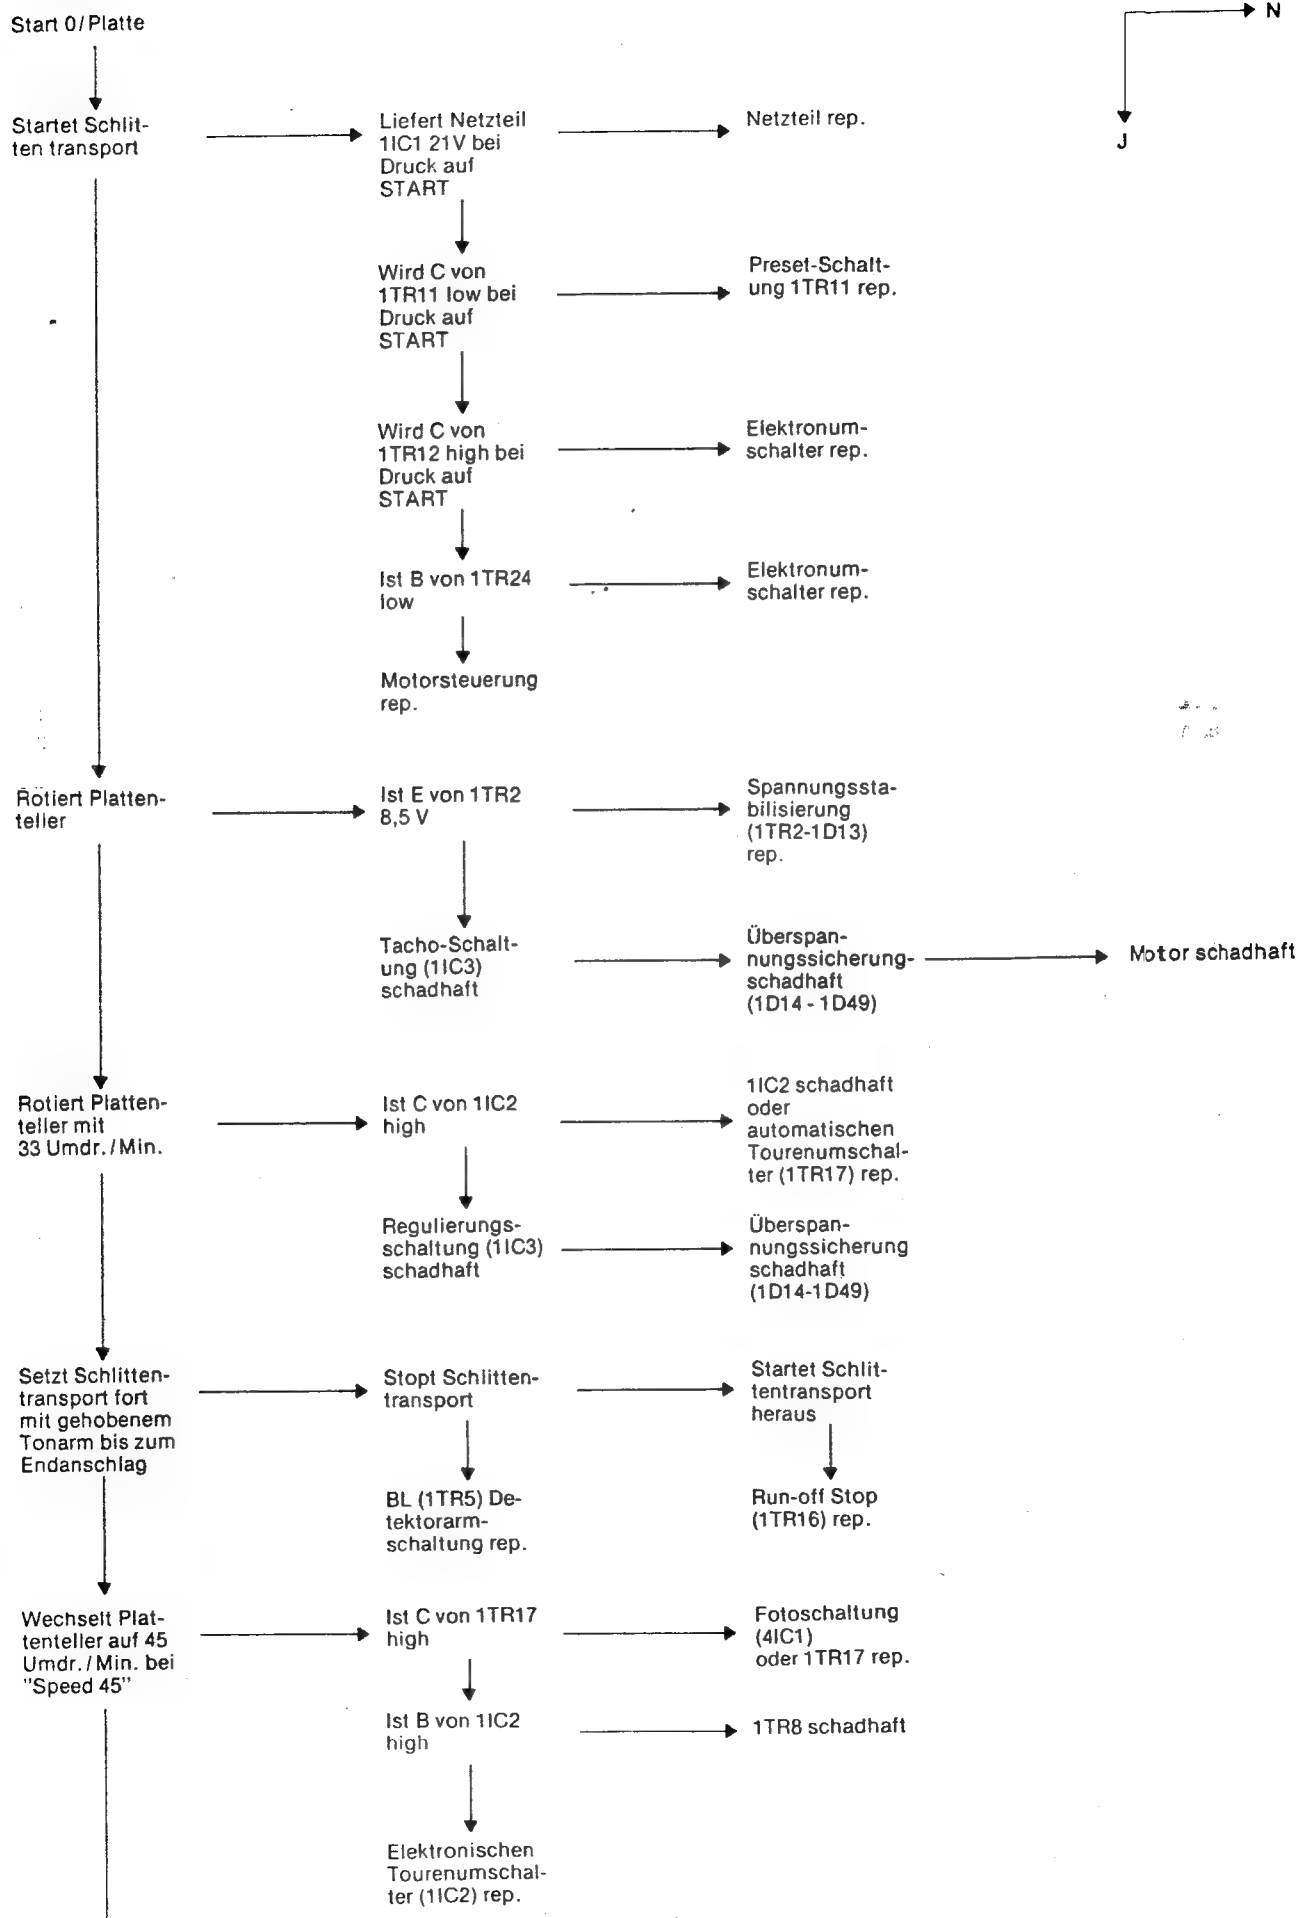 Start 0/Platte
N
J
Startet Schlit-
ten transport
Liefert Netzteil
1IC1 21V bei
Druck auf
START
Netzteil rep.
Wird C von
1TR11 low bei
Druck auf
START
Preset-Schalt-
ung 1TR11 rep.
Wird C von
1TR12 high bei
Druck auf
START
Elektronum-
schalter rep.
Ist B von 1TR24
low
Elektronum-
schalter rep.
Motorsteuerung
rep.
Rotiert Platten-
teller
Ist E von 1TR2
8,5 V
Spannungssta-
bilisierung
(1TR2-1D13)
rep.
Tacho-Schalt-
ung (1IC3)
schadhaft
Überspan-
nungssicherung-
schadhaft
(1D14 - 1D49)
Motor schadhaft
Rotiert Platten-
teller mit
33 Umdr./Min.
Ist C von 1IC2
high
1IC2 schadhaft
oder
automatischen
Tourenumschal-
ter (1TR17) rep.
Regulierungs-
schaltung (1IC3)
schadhaft
Überspan-
nungssicherung
schadhaft
(1D14-1D49)
Setzt Schlitten-
transport fort
mit gehobenem
Tonarm bis zum
Endanschlag
Stopt Schlitten-
transport
Startet Schlit-
tentransport
heraus
BL (1TR5) De-
tektorarm-
schaltung rep.
Run-off Stop
(1TR16) rep.
Wechselt Plat-
tenteller auf 45
Umdr./Min. bei
"Speed 45"
Ist C von 1TR17
high
Fotoschaltung
(4IC1)
oder 1TR17 rep.
Ist B von 1IC2
high
1TR8 schadhaft
Elektronischen
Tourenumschal-
ter (1IC2) rep.